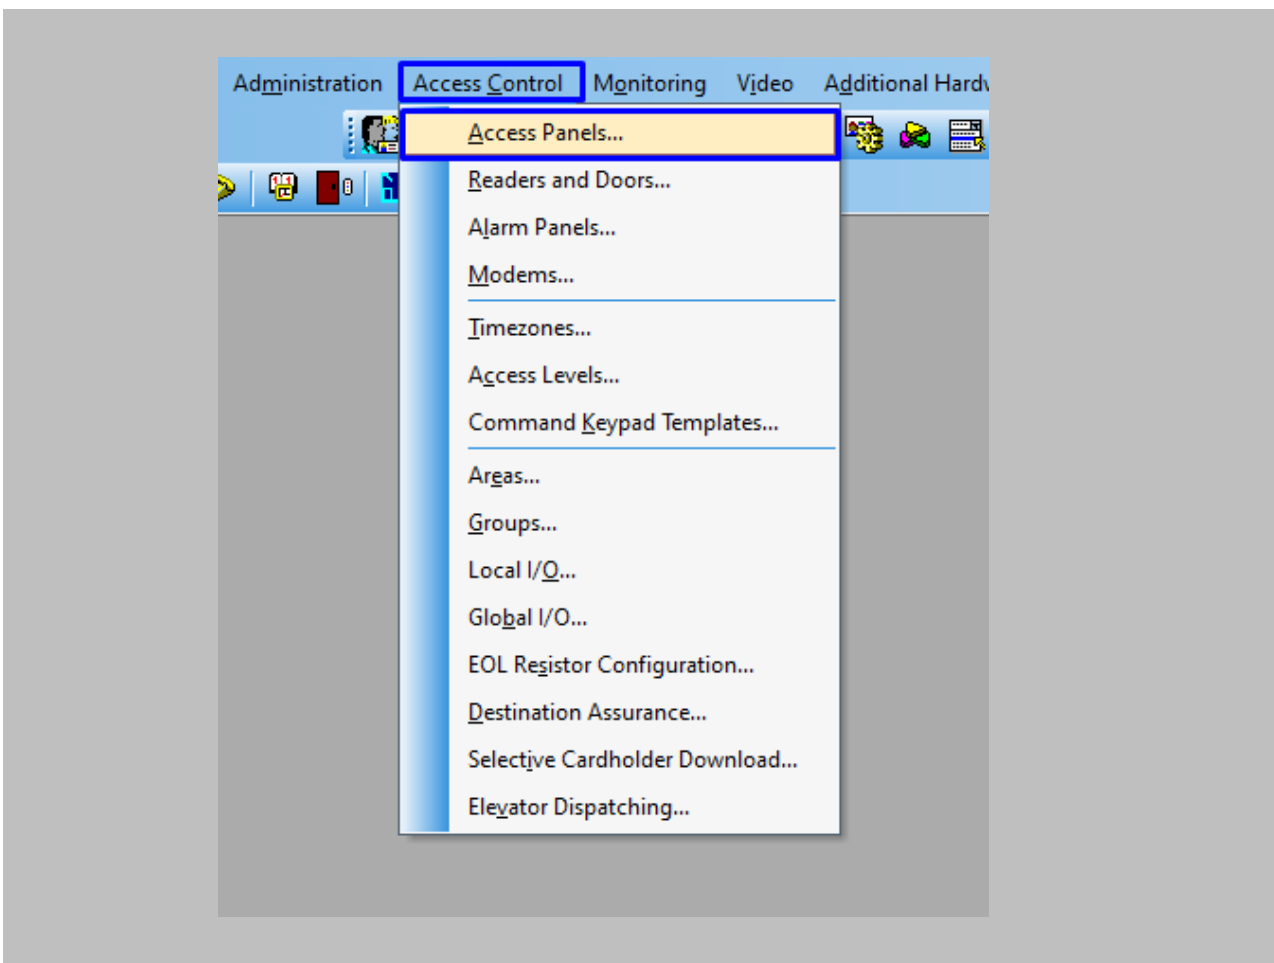 Administration Access Control Monitoring Video Additional Hardw
Access Panels...
Readers and Doors...
Alarm Panels...
Modems...
Timezones...
Access Levels...
Command Keypad Templates...
Areas...
Groups...
Local I/O...
Global I/O...
EOL Resistor Configuration...
Destination Assurance...
Selective Cardholder Download...
Elevator Dispatching...